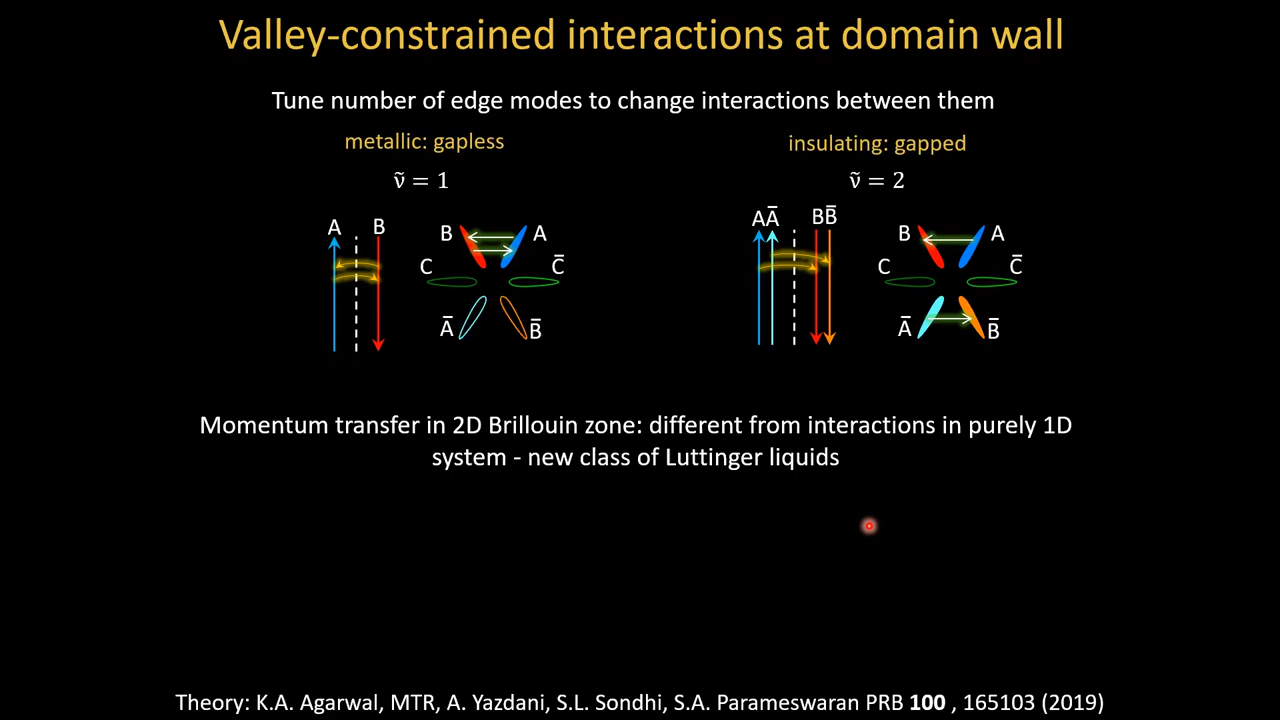 Valley-constrained interactions at domain wall
Tune number of edge modes to change interactions between them
metallic: gapless
ṽ = 1
A B
B A
C C̅
A̅ B̅
insulating: gapped
ṽ = 2
AA̅ BB̅
B A
C C̅
A̅ B̅
Momentum transfer in 2D Brillouin zone: different from interactions in purely 1D
system - new class of Luttinger liquids
Theory: K.A. Agarwal, MTR, A. Yazdani, S.L. Sondhi, S.A. Parameswaran PRB 100 , 165103 (2019)